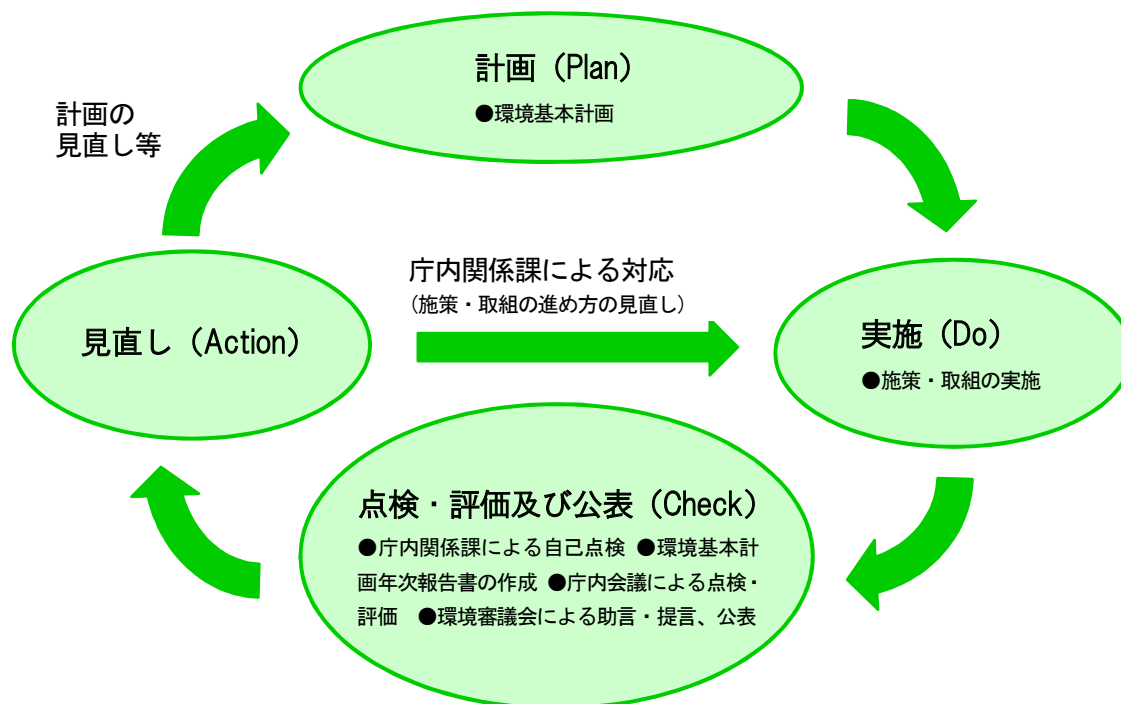 計画（Plan）
●環境基本計画
計画の
見直し等
庁内関係課による対応
（施策・取組の進め方の見直し）
見直し（Action）
実施（Do）
●施策・取組の実施
点検・評価及び公表（Check）
●庁内関係課による自己点検 ●環境基本計
画年次報告書の作成 ●庁内会議による点検・
評価　●環境審議会による助言・提言、公表